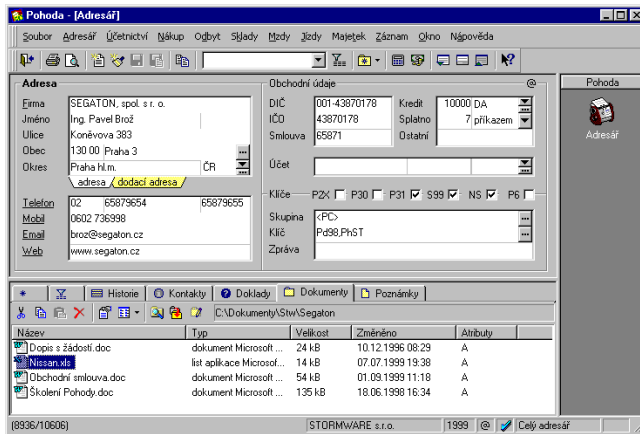 Pohoda - [Adresář]
Soubor Adresář Účetnictví Nákup Odbyt Sklady Mzdy Jízdy Majetek Záznam Okno Nápověda
Adresa
Firma SEGATON, spol. s r. o.
Jméno Ing. Pavel Brož
Ulice Koněvova 383
Obec 130 00 Praha 3 ...
Okres Praha hl.m. ČR
adresa dodací adresa
Telefon 02 65879654 65879655
Mobil 0602 736998
Email broz@segaton.cz
Web www.segaton.cz
Obchodní údaje @
DIČ 001-43870178 Kredit 10000 DA
IČO 43870178 Splatno 7 příkazem
Smlouva 65871 Ostatní
Účet
Klíče P2X P30 P31 S99 NS P6
Skupina <PC> ...
Klíč Pd98,PhST ...
Zpráva
Pohoda
Adresář
* Historie Kontakty Doklady Dokumenty Poznámky
C:\Dokumenty\Stw\Segaton
Název Typ Velikost Změněno Atributy
Dopis s žádostí.doc dokument Microsoft ... 24 kB 10.12.1996 08:29 A
Nissan.xls list aplikace Microsof... 14 kB 07.07.1999 19:38 A
Obchodní smlouva.doc dokument Microsoft ... 54 kB 01.09.1999 11:18 A
Školení Pohody.doc dokument Microsoft ... 135 kB 18.06.1998 16:34 A
(8936/10606) STORMWARE s.r.o. 1999 @ Celý adresář